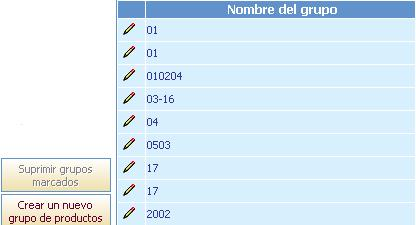 Nombre del grupo
01
01
010204
03-16
04
0503
17
17
2002
Suprimir grupos
marcados
Crear un nuevo
grupo de productos